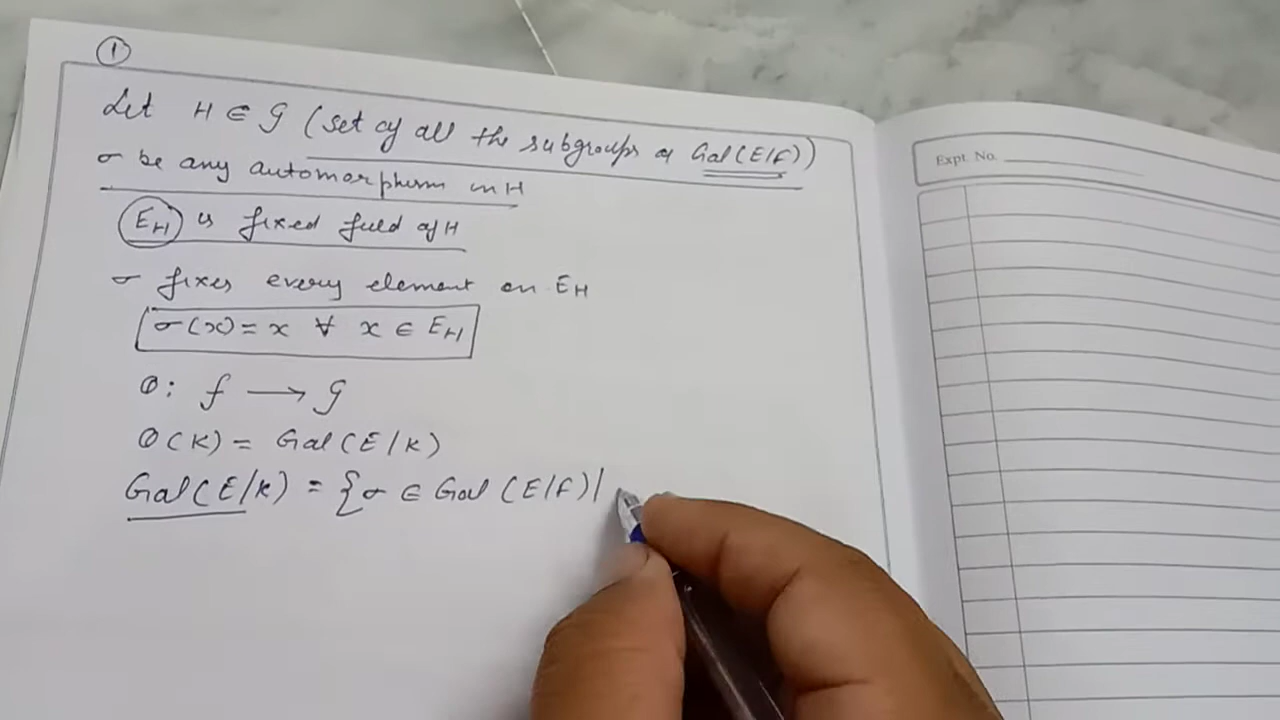 ①
Let H ∈ G (set of all the subgroups of Gal(E/F))
σ be any automorphism in H
E_H is fixed field of H
σ fixes every element on E_H
σ(x) = x ∀ x ∈ E_H
Φ: f → G
Φ(K) = Gal(E/K)
Gal(E/K) = {σ ∈ Gal(E/F) |
Expt. No.